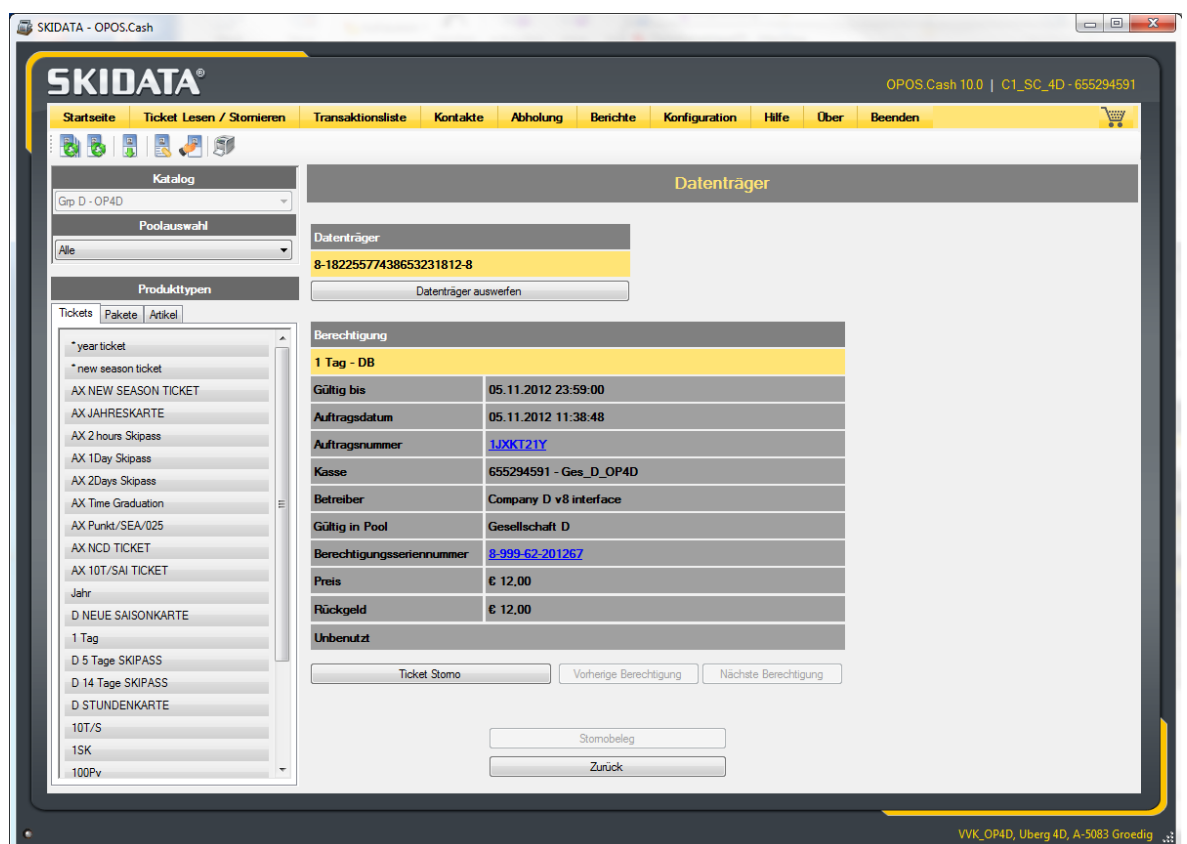 SKIDATA - OPOS.Cash
SKIDATA®
OPOS.Cash 10.0 | C1_SC_4D - 655294591
Startseite Ticket Lesen / Stornieren Transaktionsliste Kontakte Abholung Berichte Konfiguration Hilfe Über Beenden
Katalog
Grp D - OP4D
Poolauswahl
Alle
Produkttypen
Tickets Pakete Artikel
* year ticket
* new season ticket
AX NEW SEASON TICKET
AX JAHRESKARTE
AX 2 hours Skipass
AX 1Day Skipass
AX 2Days Skipass
AX Time Graduation
AX Punkt/SEA/025
AX NCD TICKET
AX 10T/SAI TICKET
Jahr
D NEUE SAISONKARTE
1 Tag
D 5 Tage SKIPASS
D 14 Tage SKIPASS
D STUNDENKARTE
10T/S
1SK
100Pv
Datenträger
Datenträger
8-18225577438653231812-8
Datenträger auswerfen
Berechtigung
1 Tag - DB
Gültig bis 05.11.2012 23:59:00
Auftragsdatum 05.11.2012 11:38:48
Auftragsnummer 1JXKT21Y
Kasse 655294591 - Ges_D_OP4D
Betreiber Company D v8 interface
Gültig in Pool Gesellschaft D
Berechtigungsseriennummer 8-999-62-201267
Preis € 12,00
Rückgeld € 12,00
Unbenutzt
Ticket Storno Vorherige Berechtigung Nächste Berechtigung
Stornobeleg
Zurück
VVK_OP4D, Uberg 4D, A-5083 Groedig